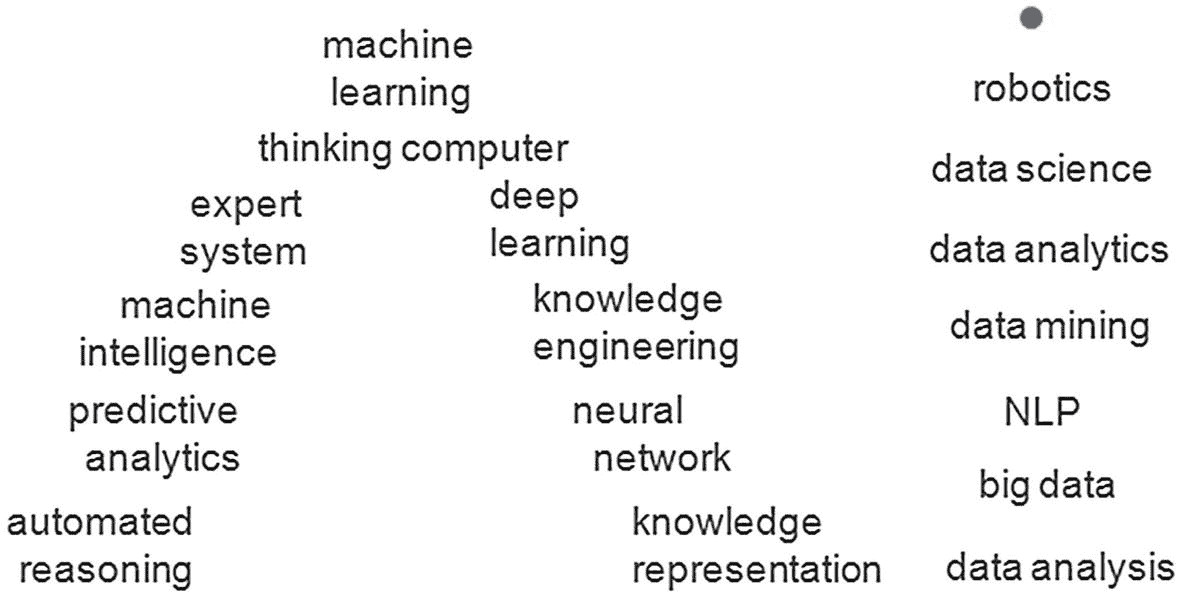 machine
learning
thinking computer
expert
system
deep
learning
machine
intelligence
knowledge
engineering
predictive
analytics
neural
network
automated
reasoning
knowledge
representation
robotics
data science
data analytics
data mining
NLP
big data
data analysis